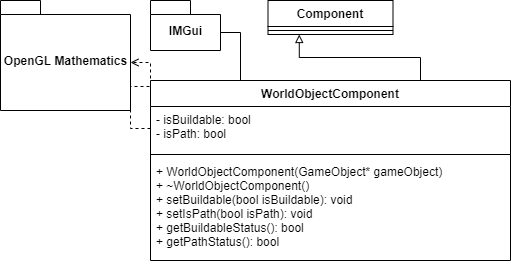 IMGui
Component
OpenGL Mathematics
WorldObjectComponent
- isBuildable: bool
- isPath: bool
+ WorldObjectComponent(GameObject* gameObject)
+ ~WorldObjectComponent()
+ setBuildable(bool isBuildable): void
+ setIsPath(bool isPath): void
+ getBuildableStatus(): bool
+ getPathStatus(): bool